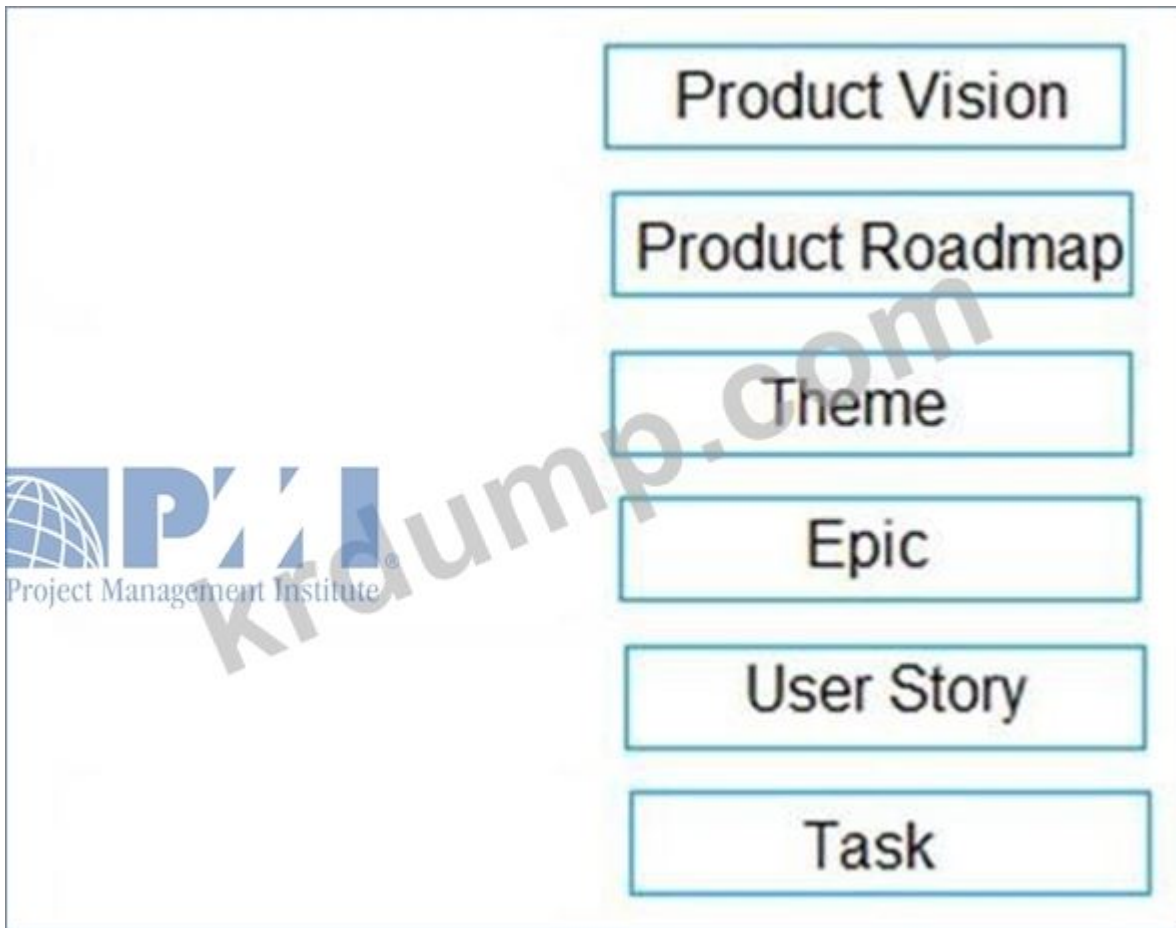 Product Vision
Product Roadmap
Theme
Epic
User Story
Task
PMI®
Project Management Institute
krdump.com